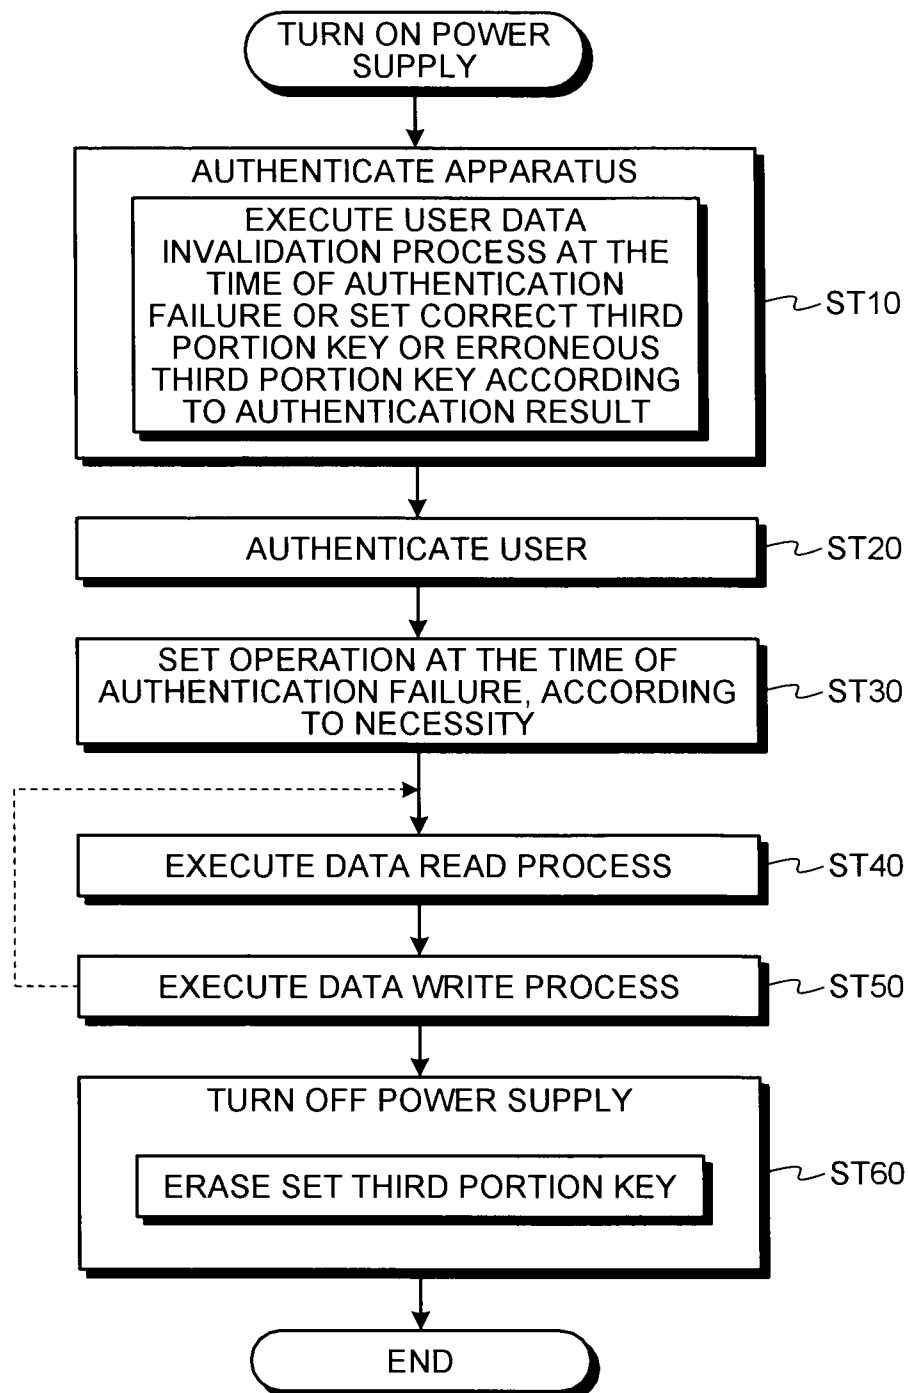 TURN ON POWER
SUPPLY
AUTHENTICATE APPARATUS
EXECUTE USER DATA
INVALIDATION PROCESS AT THE
TIME OF AUTHENTICATION
FAILURE OR SET CORRECT THIRD
PORTION KEY OR ERRONEOUS
THIRD PORTION KEY ACCORDING
TO AUTHENTICATION RESULT
ST10
AUTHENTICATE USER
ST20
SET OPERATION AT THE TIME OF
AUTHENTICATION FAILURE, ACCORDING
TO NECESSITY
ST30
EXECUTE DATA READ PROCESS
ST40
EXECUTE DATA WRITE PROCESS
ST50
TURN OFF POWER SUPPLY
ERASE SET THIRD PORTION KEY
ST60
END